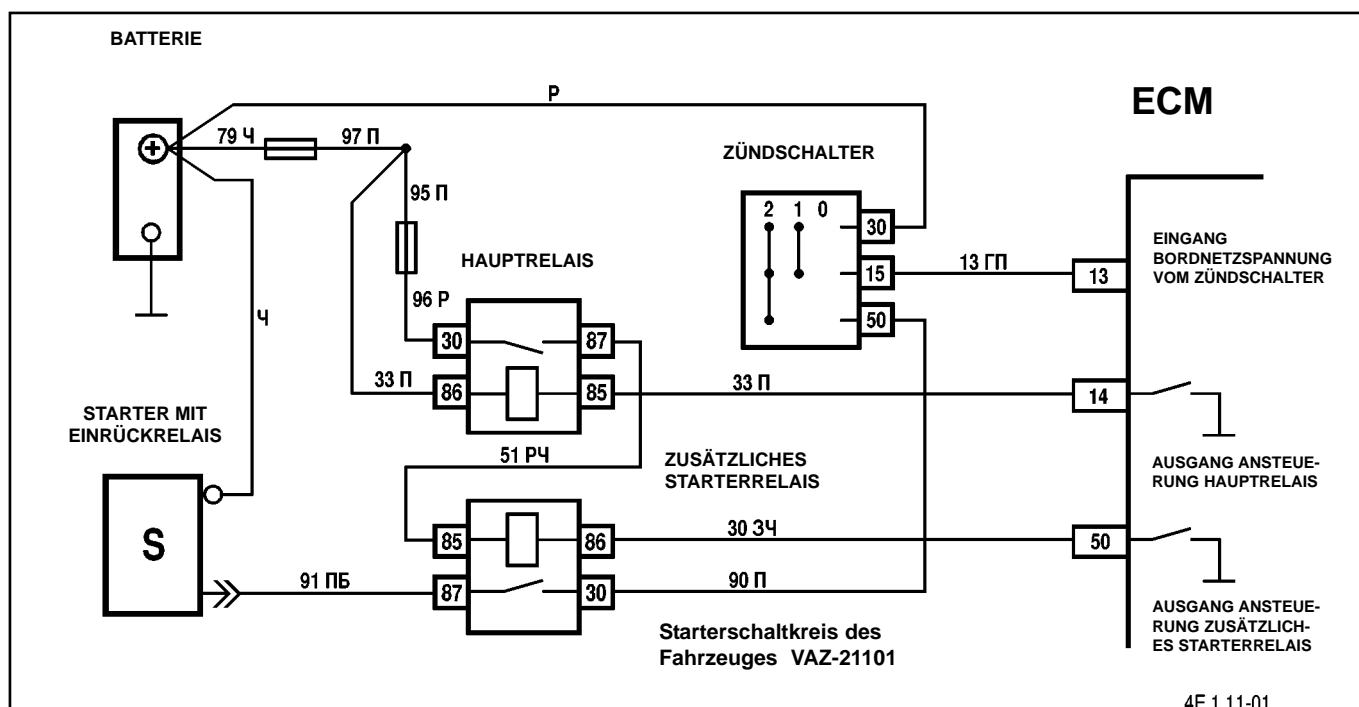 BATTERIE
P
ECM
79 Ч
97 П
ZÜNDSCHALTER
95 П
2 1 0
30
EINGANG
BORDNETZSPANNUNG
VOM ZÜNDSCHALTER
HAUPTRELAIS
15
13 ГП
13
96 Р
50
Ч
30
87
33 П
86
85
33 П
14
STARTER MIT
EINRÜCKRELAIS
51 РЧ
ZUSÄTZLICHES
STARTERRELAIS
AUSGANG ANSTEUE-
RUNG HAUPTRELAIS
S
85
86
30 ЗЧ
50
91 ПБ
87
30
90 П
Starterschaltkreis des
Fahrzeuges VAZ-21101
AUSGANG ANSTEUE-
RUNG ZUSÄTZLICH-
ES STARTERRELAIS
4F 1 11-01